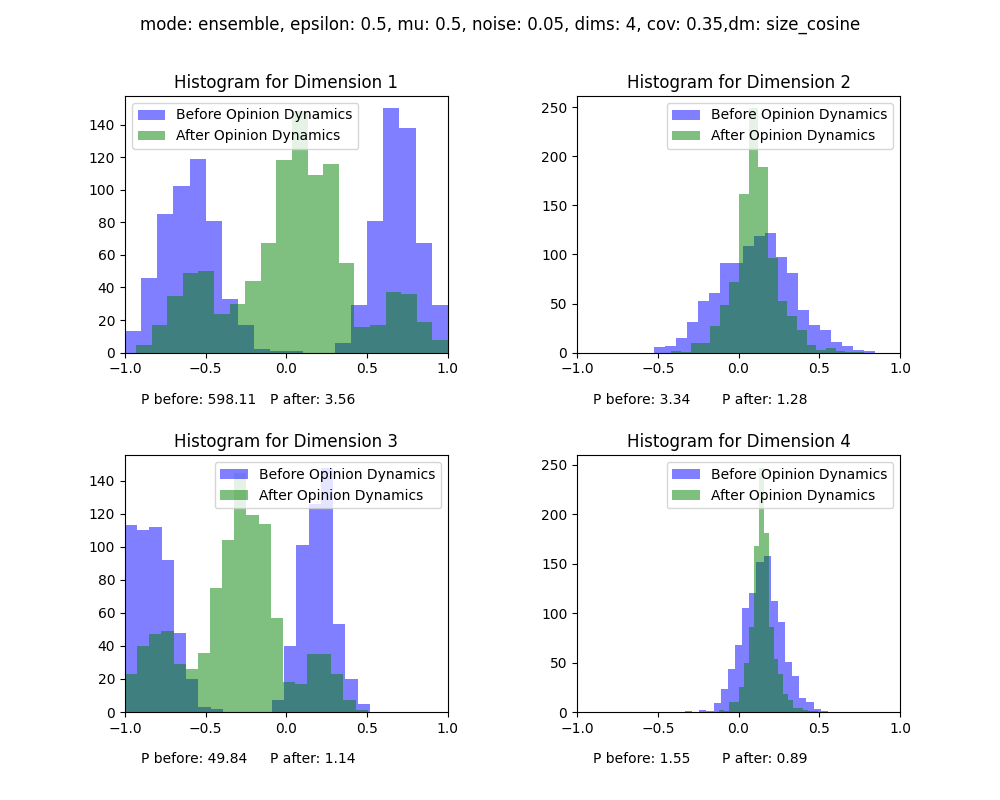 mode: ensemble, epsilon: 0.5, mu: 0.5, noise: 0.05, dims: 4, cov: 0.35,dm: size_cosine
Histogram for Dimension 1
Before Opinion Dynamics
After Opinion Dynamics
140
120
100
80
60
40
20
0
−1.0 −0.5 0.0 0.5 1.0
P before: 598.11 P after: 3.56
Histogram for Dimension 2
Before Opinion Dynamics
After Opinion Dynamics
250
200
150
100
50
0
−1.0 −0.5 0.0 0.5 1.0
P before: 3.34 P after: 1.28
Histogram for Dimension 3
Before Opinion Dynamics
After Opinion Dynamics
140
120
100
80
60
40
20
0
−1.0 −0.5 0.0 0.5 1.0
P before: 49.84 P after: 1.14
Histogram for Dimension 4
Before Opinion Dynamics
After Opinion Dynamics
250
200
150
100
50
0
−1.0 −0.5 0.0 0.5 1.0
P before: 1.55 P after: 0.89